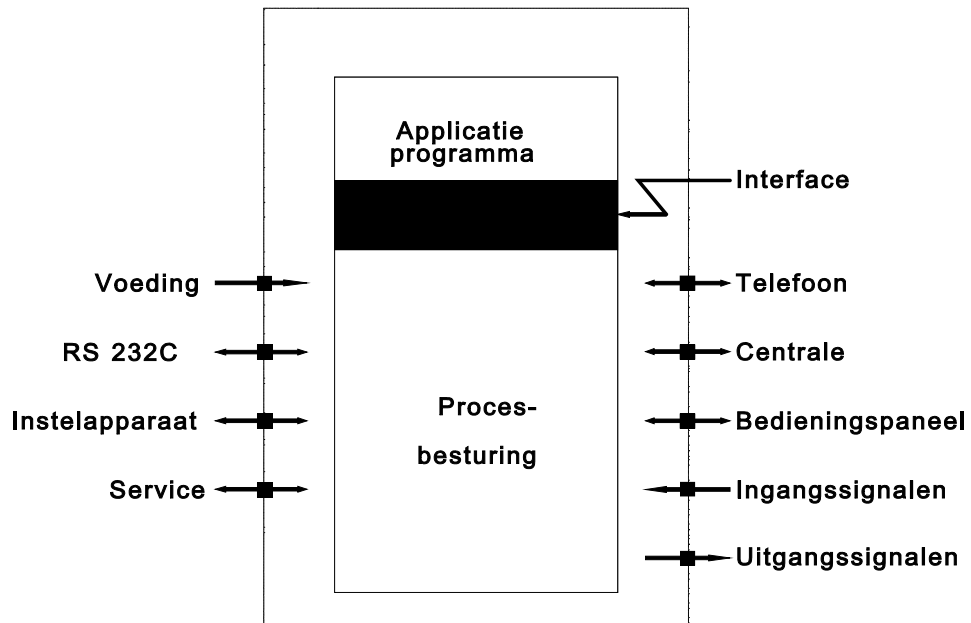 Applicatie
programma
Interface
Voeding
Telefoon
RS 232C
Centrale
Instelapparaat
Proces-
besturing
Bedieningspaneel
Service
Ingangssignalen
Uitgangssignalen